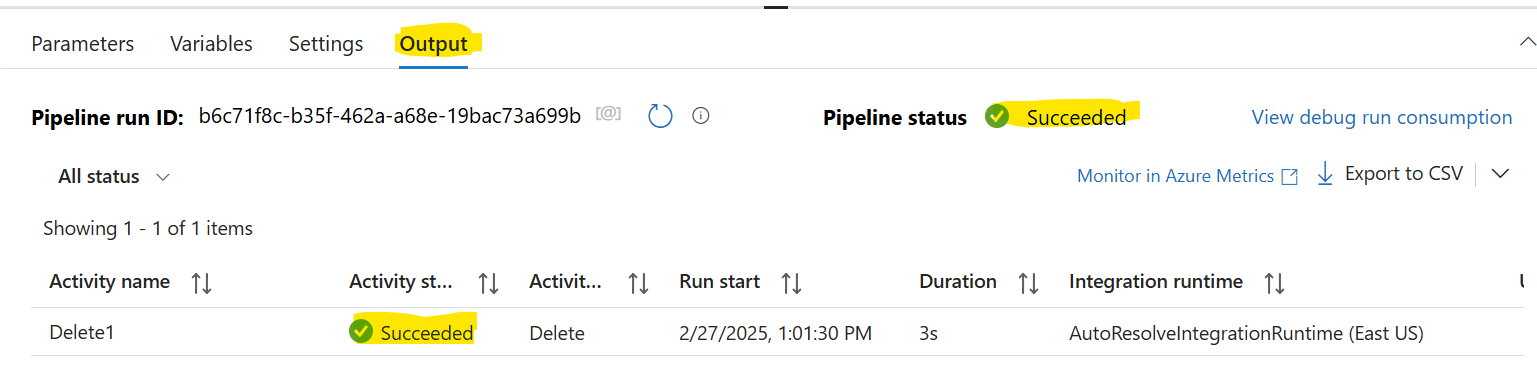 Parameters Variables Settings Output
Pipeline run ID: b6c71f8c-b35f-462a-a68e-19bac73a699b [@] Pipeline status Succeeded View debug run consumption
All status Monitor in Azure Metrics Export to CSV
Showing 1 - 1 of 1 items
Activity name Activity st... Activit... Run start Duration Integration runtime
Delete1 Succeeded Delete 2/27/2025, 1:01:30 PM 3s AutoResolveIntegrationRuntime (East US)